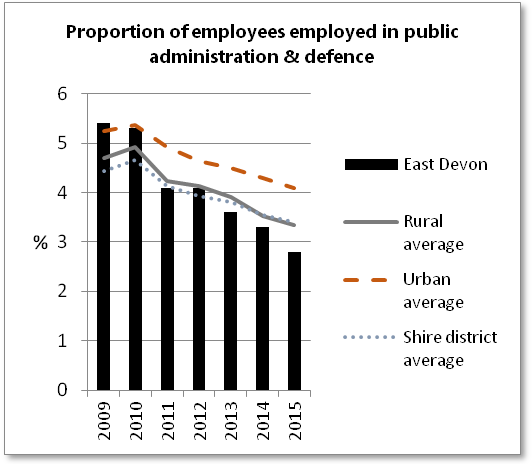 Proportion of employees employed in public
administration & defence
6
5
4
3
2
1
0
%
2009
2010
2011
2012
2013
2014
2015
East Devon
Rural
average
Urban
average
Shire district
average